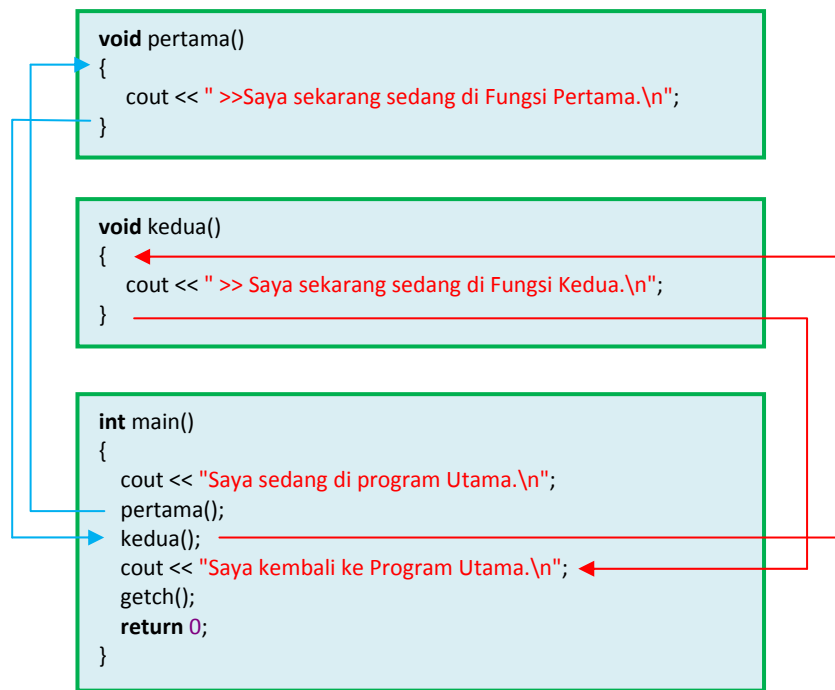 void pertama()
{
cout << " >>Saya sekarang sedang di Fungsi Pertama.\n";
}
void kedua()
{
cout << " >> Saya sekarang sedang di Fungsi Kedua.\n";
}
int main()
{
cout << "Saya sedang di program Utama.\n";
pertama();
kedua();
cout << "Saya kembali ke Program Utama.\n";
getch();
return 0;
}